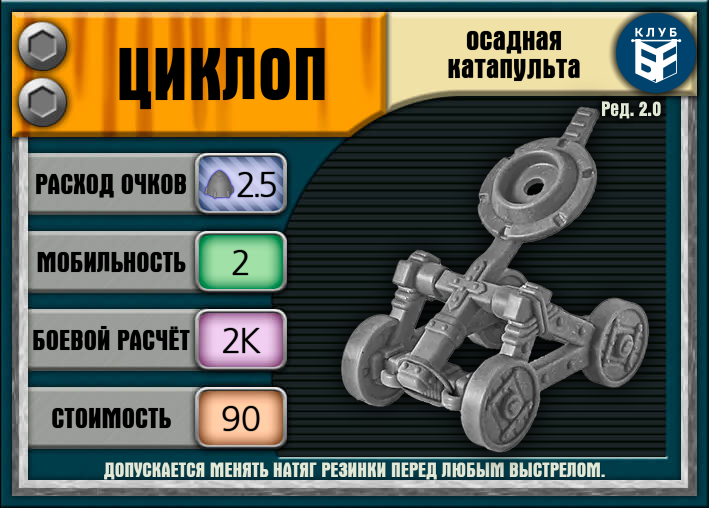 ЦИКЛОП
ОСАДНАЯ
КАТАПУЛЬТА
КЛУБ
Ред. 2.0
РАСХОД ОЧКОВ 2.5
МОБИЛЬНОСТЬ 2
БОЕВОЙ РАСЧЁТ 2К
СТОИМОСТЬ 90
ДОПУСКАЕТСЯ МЕНЯТЬ НАТЯГ РЕЗИНКИ ПЕРЕД ЛЮБЫМ ВЫСТРЕЛОМ.